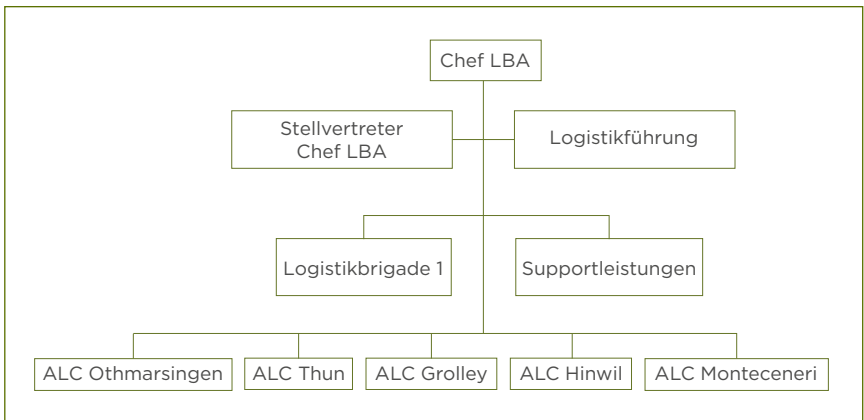 Chef LBA
Stellvertreter
Chef LBA
Logistikführung
Logistikbrigade 1
Supportleistungen
ALC Othmarsingen
ALC Thun
ALC Grolley
ALC Hinwil
ALC Monteceneri